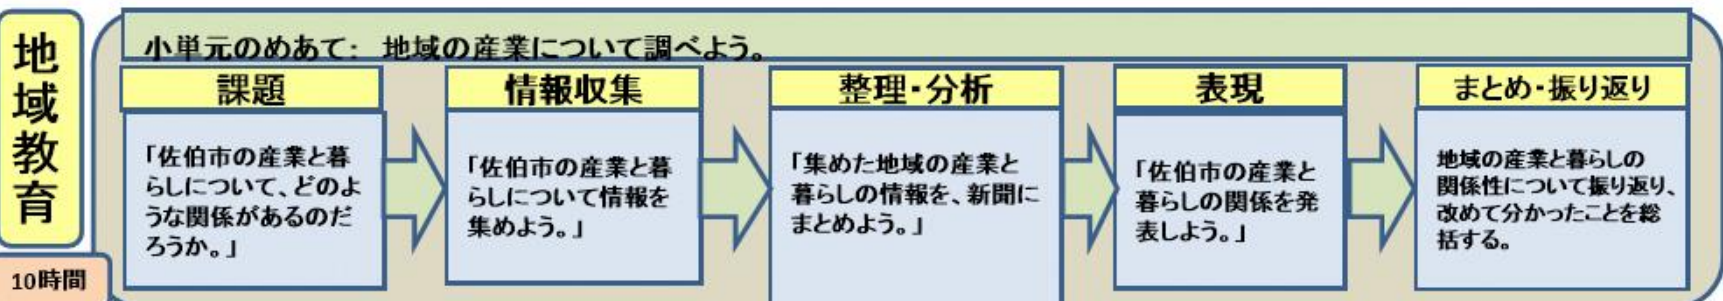 地域教育
10時間
小単元のめあて： 地域の産業について調べよう。
課題
「佐伯市の産業と暮
らしについて、どのよ
うな関係があるのだ
ろうか。」
情報収集
「佐伯市の産業と暮
らしについて情報を
集めよう。」
整理・分析
「集めた地域の産業と
暮らしの情報を、新聞に
まとめよう。」
表現
「佐伯市の産業と
暮らしの関係を発
表しよう。」
まとめ・振り返り
地域の産業と暮らしの
関係性について振り返り、
改めて分かったことを総
括する。